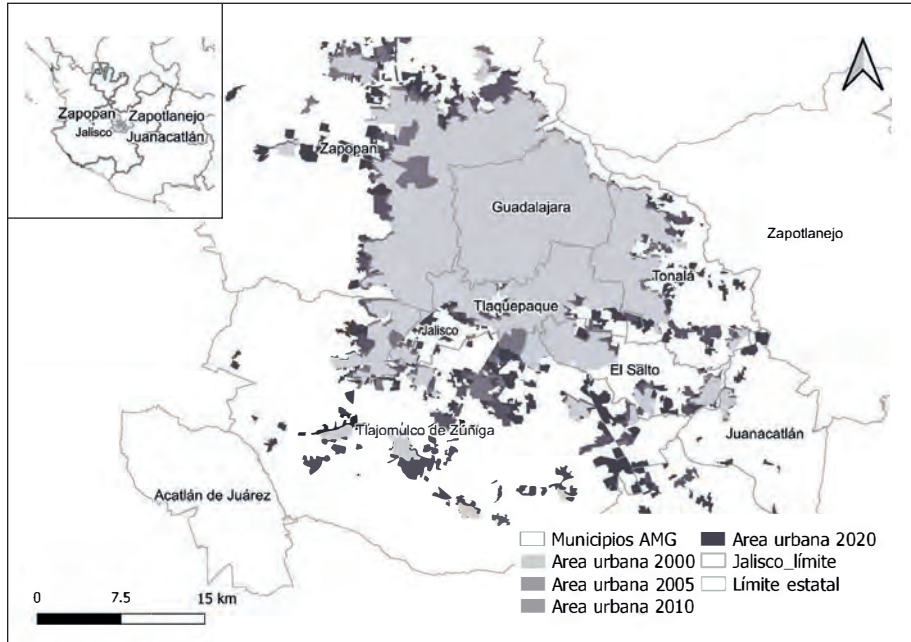 Zapopan Zapotlanejo
Jalisco Juanacatlán
Zapopan
Guadalajara
Zapotlanejo
Tonalá
Tlaquepaque
Jalisco
El Salto
Tlajomulco de Zúñiga
Juanacatlán
Acatlán de Juárez
Municipios AMG
Area urbana 2000
Area urbana 2005
Area urbana 2010
Area urbana 2020
Jalisco_límite
Límite estatal
0 7.5 15 km